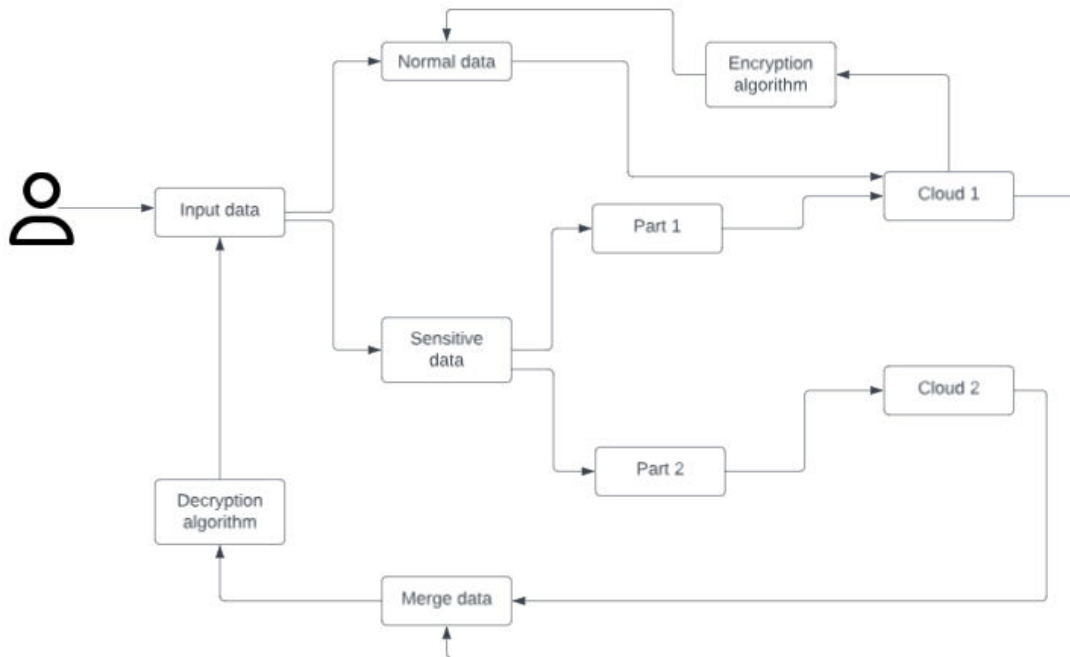 Normal data
Encryption
algorithm
Input data
Part 1
Cloud 1
Sensitive
data
Cloud 2
Part 2
Decryption
algorithm
Merge data